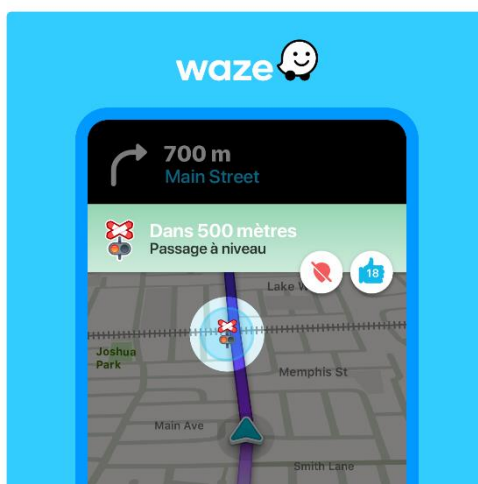 waze
700 m
Main Street
Dans 500 mètres
Passage à niveau
18
Lake
Joshua
Park
Memphis St
Main Ave
Smith Lane